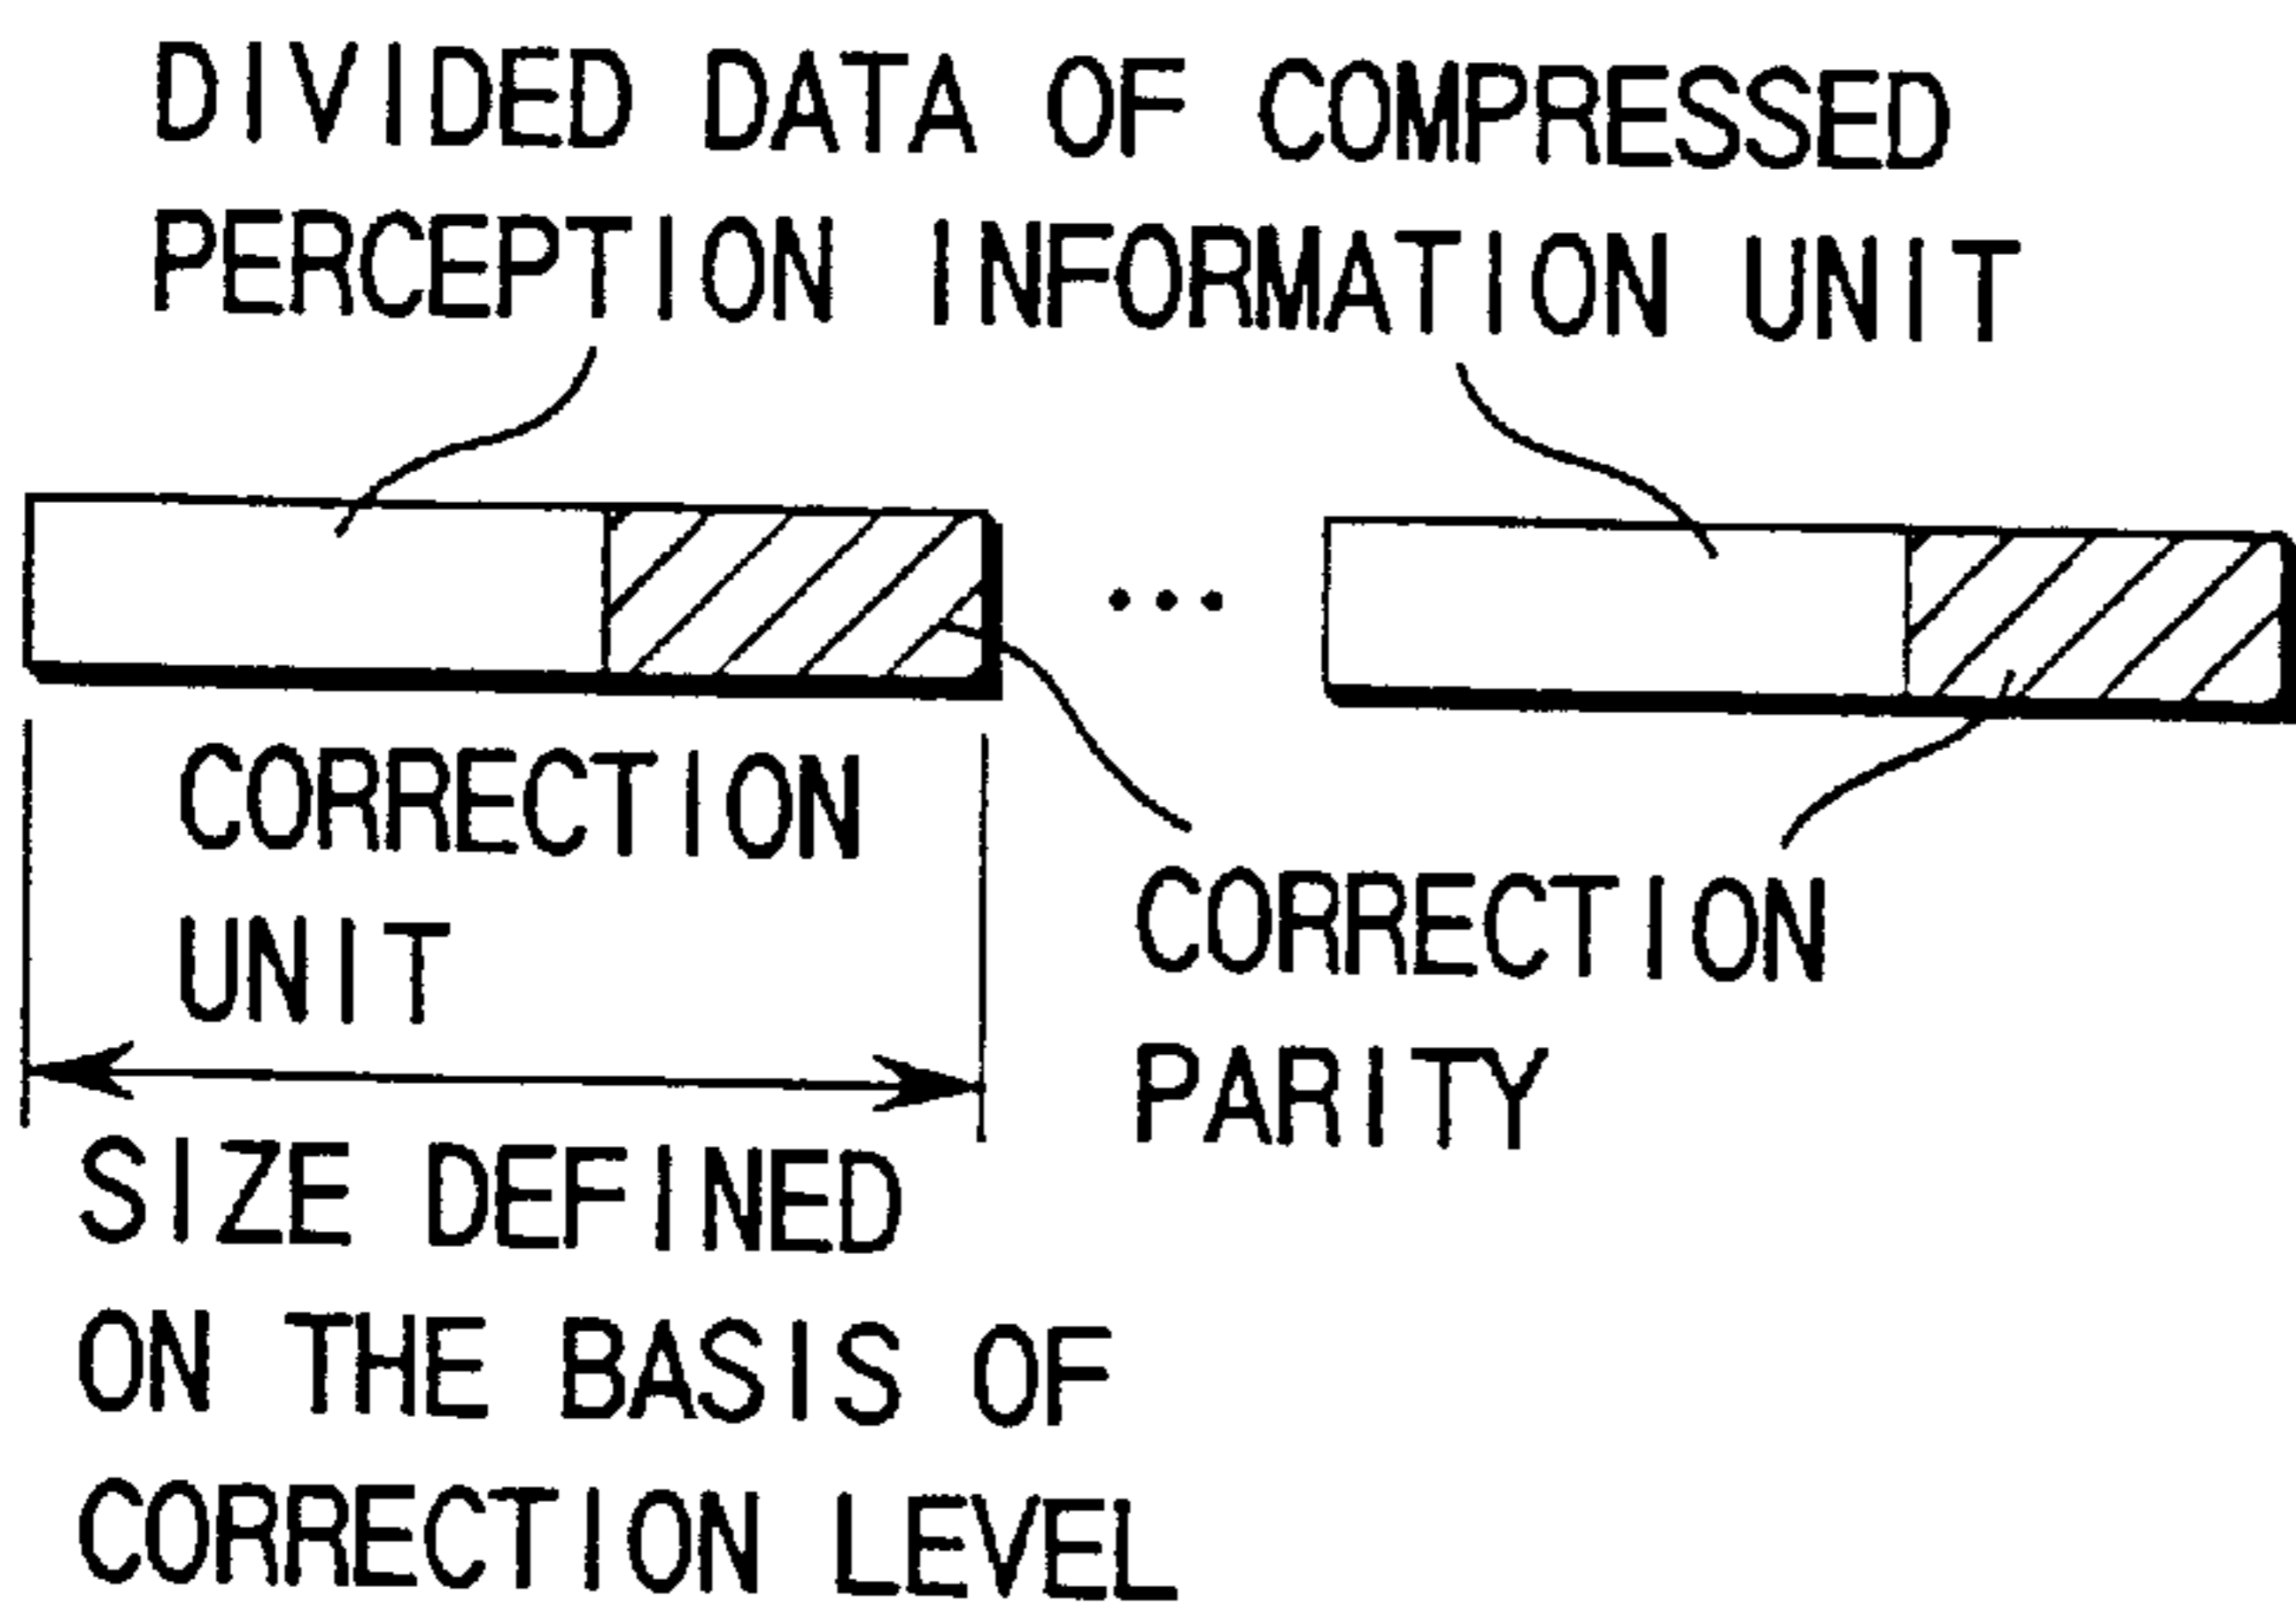 DIVIDED DATA OF COMPRESSED
PERCEPTION INFORMATION UNIT
CORRECTION
UNIT
CORRECTION
PARITY
SIZE DEFINED
ON THE BASIS OF
CORRECTION LEVEL